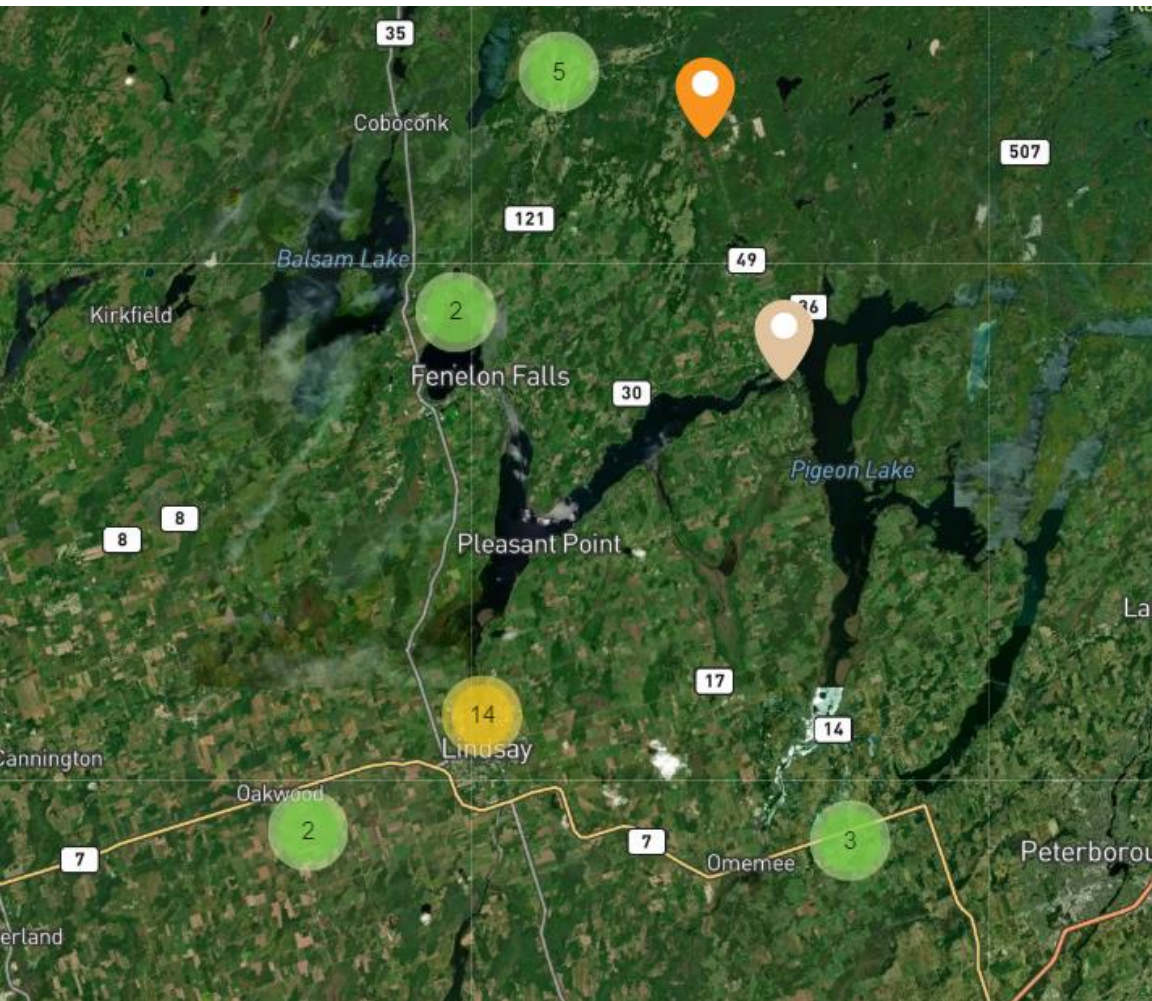 35
5
Coboconk
507
121
Balsam Lake
49
2
36
Kirkfield
Fenelon Falls
30
Pigeon Lake
8
8
Pleasant Point
La
17
14
14
Lindsay
Cannington
Oakwood
2
7
7
3
Omemee
Peterborou
erland